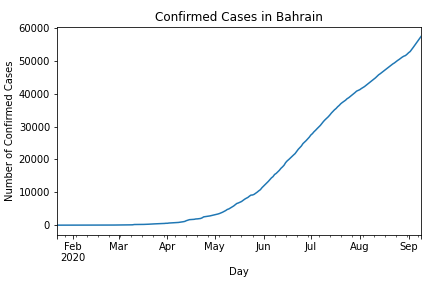 Confirmed Cases in Bahrain
60000
50000
40000
30000
20000
10000
0
Number of Confirmed Cases
Feb Mar Apr May Jun Jul Aug Sep
2020
Day